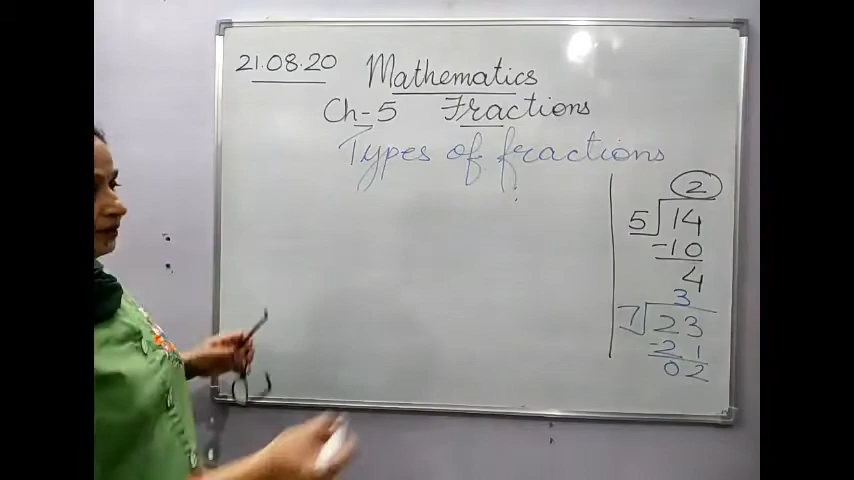 21.08.20 Mathematics
Ch-5 Fractions
Types of fractions
2
5 14
-10
4
3
7 23
-21
02